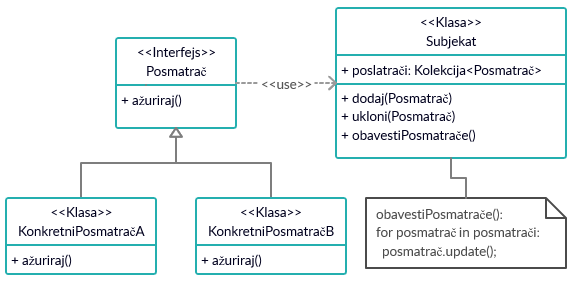 <<Interfejs>>
Posmatrač
+ ažuriraj()
<<use>>
<<Klasa>>
Subjekat
+ poslatrači: Kolekcija<Posmatrač>
+ dodaj(Posmatrač)
+ ukloni(Posmatrač)
+ obavestiPosmatrače()
<<Klasa>>
KonkretniPosmatračA
+ ažuriraj()
<<Klasa>>
KonkretniPosmatračB
+ ažuriraj()
obavestiPosmatrače():
for posmatrač in posmatrači:
posmatrač.update();